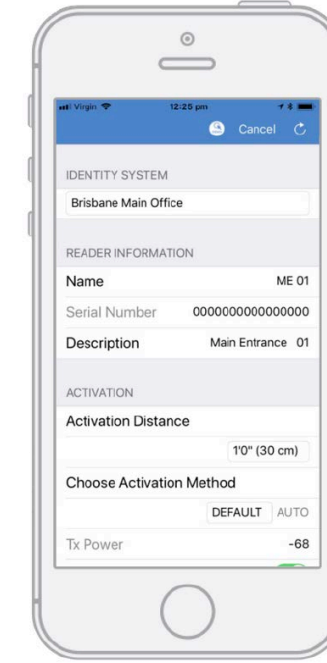 Virgin 12:25 pm
Cancel
IDENTITY SYSTEM
Brisbane Main Office
READER INFORMATION
Name ME 01
Serial Number 0000000000000000
Description Main Entrance 01
ACTIVATION
Activation Distance
1'0" (30 cm)
Choose Activation Method
DEFAULT AUTO
Tx Power -68